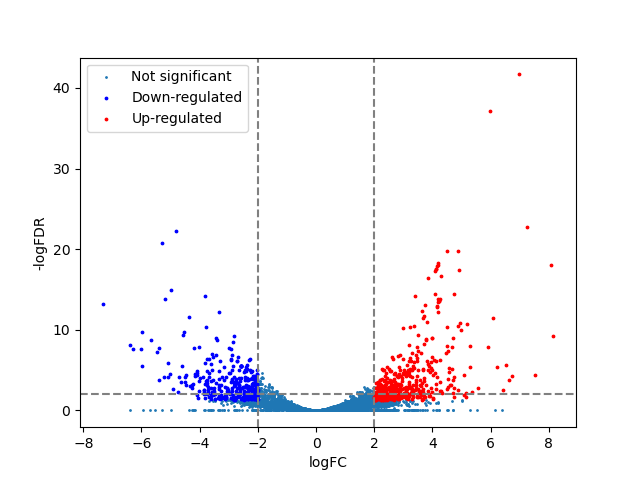 Not significant
Down-regulated
Up-regulated
40
30
20
10
0
-logFDR
−8 −6 −4 −2 0 2 4 6 8
logFC